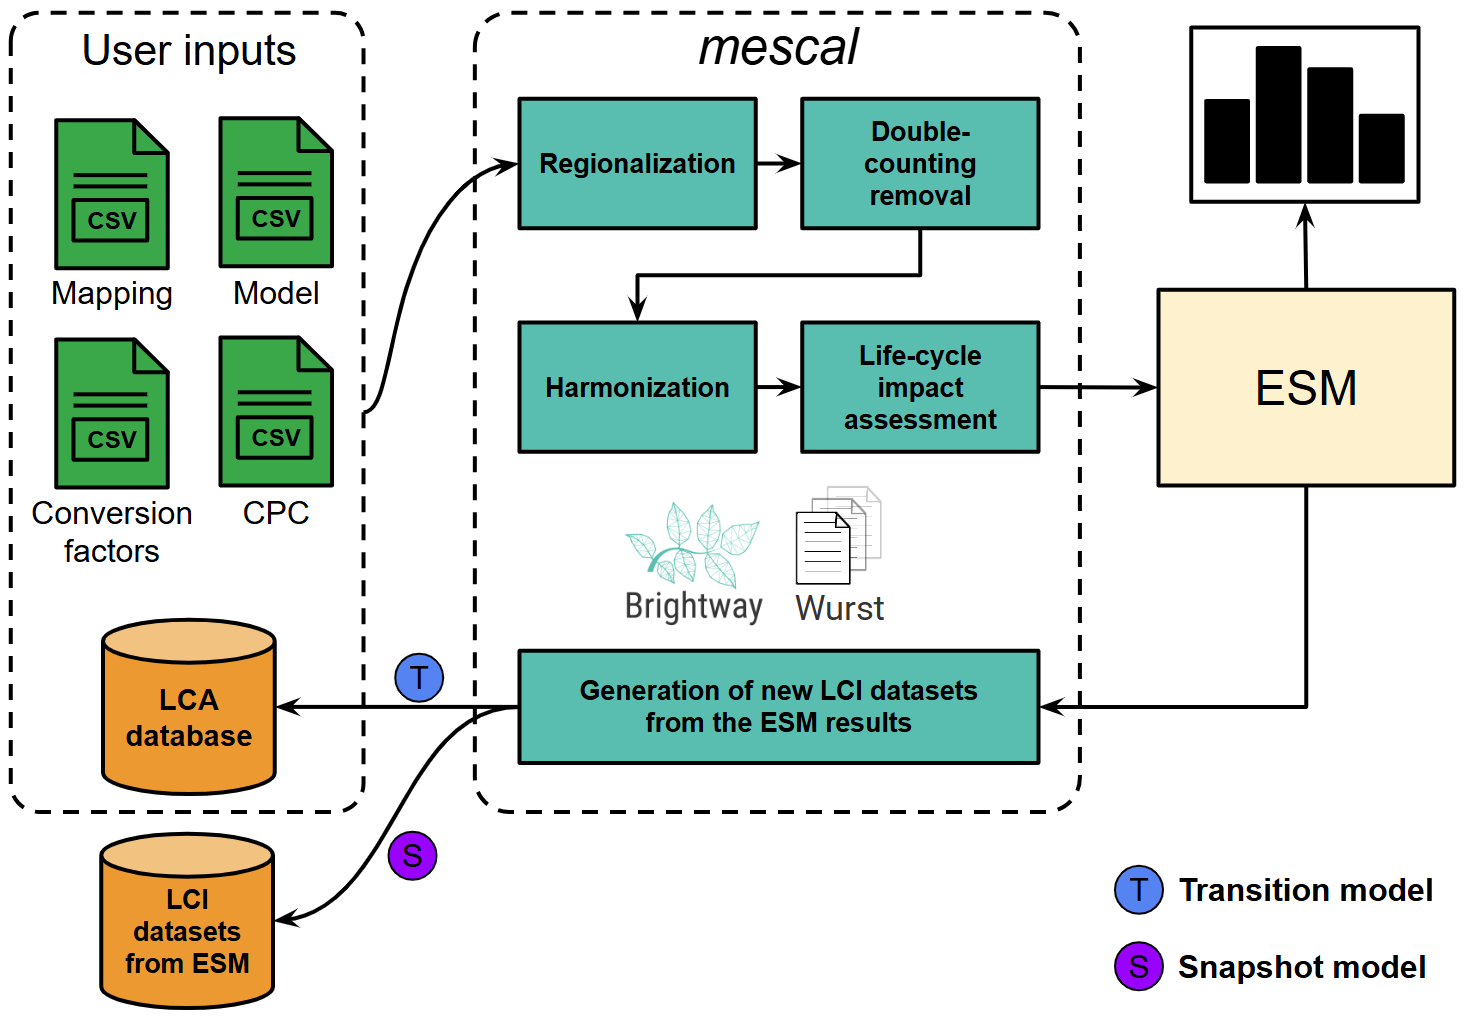 User inputs
CSV
Mapping
CSV
Model
CSV
Conversion
factors
CSV
CPC
LCA
database
LCI
datasets
from ESM
mescal
Regionalization
Double-
counting
removal
Harmonization
Life-cycle
impact
assessment
Brightway
Wurst
Generation of new LCI datasets
from the ESM results
T
S
ESM
T Transition model
S Snapshot model